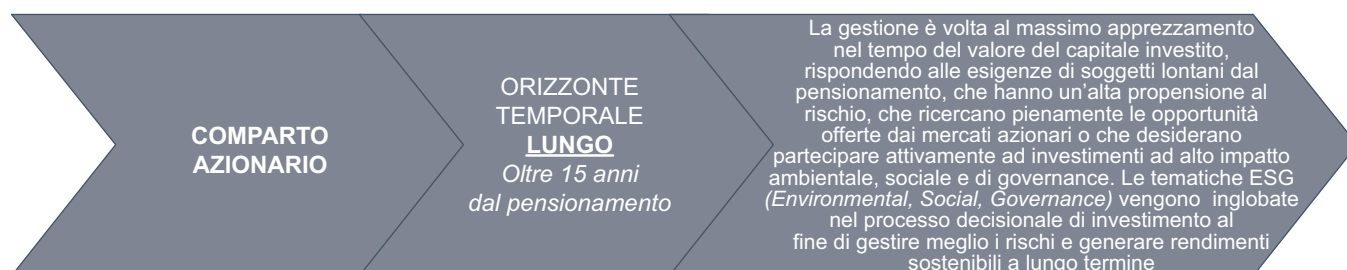 COMPARTO
AZIONARIO
ORIZZONTE
TEMPORALE
LUNGO
Oltre 15 anni
dal pensionamento
La gestione è volta al massimo apprezzamento
nel tempo del valore del capitale investito,
rispondendo alle esigenze di soggetti lontani dal
pensionamento, che hanno un'alta propensione al
rischio, che ricercano pienamente le opportunità
offerte dai mercati azionari o che desiderano
partecipare attivamente ad investimenti ad alto impatto
ambientale, sociale e di governance. Le tematiche ESG
(Environmental, Social, Governance) vengono inglobate
nel processo decisionale di investimento al
fine di gestire meglio i rischi e generare rendimenti
sostenibili a lungo termine